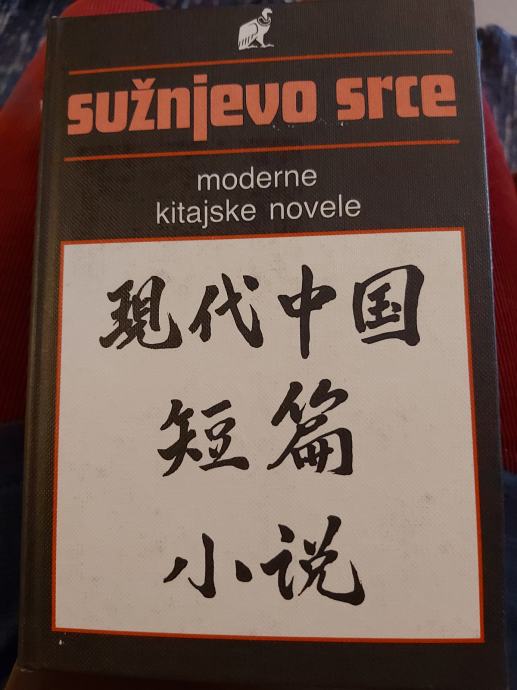 sužnjevo srce
moderne
kitajske novele
現代中国
短篇
小说